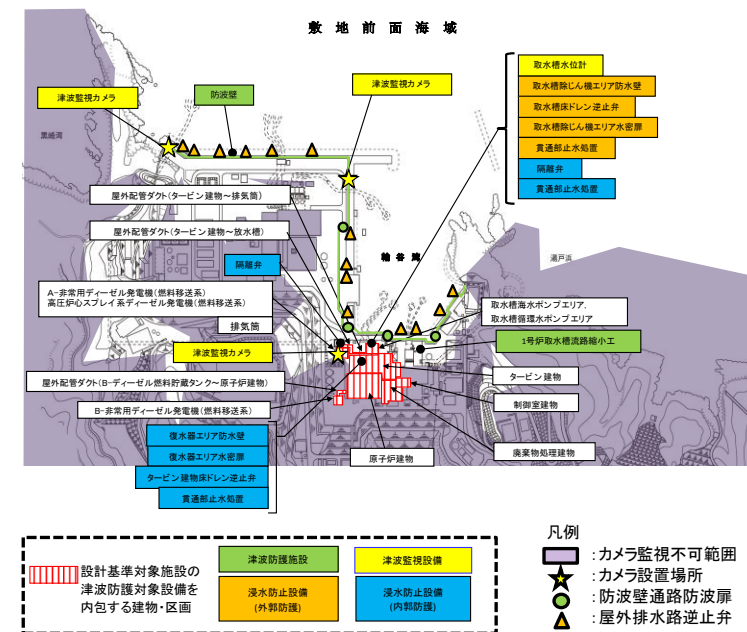 敷地前面海域
津波監視カメラ
防波壁
津波監視カメラ
取水槽水位計
取水槽除じん機エリア防水壁
取水槽床ドレン逆止弁
取水槽除じん機エリア水密扉
貫通部止水処置
隔離弁
貫通部止水処置
屋外配管ダクト(タービン建物～排気筒)
屋外配管ダクト(タービン建物～放水槽)
輪谷湾
隔離弁
A-非常用ディーゼル発電機(燃料移送系)
高圧炉心スプレイ系ディーゼル発電機(燃料移送系)
排気筒
津波監視カメラ
取水槽海水ポンプエリア,
取水槽循環水ポンプエリア
1号炉取水槽流路縮小工
屋外配管ダクト(B-ディーゼル燃料貯蔵タンク～原子炉建物)
タービン建物
B-非常用ディーゼル発電機(燃料移送系)
制御室建物
復水器エリア防水壁
復水器エリア水密扉
タービン建物床ドレン逆止弁
貫通部止水処置
原子炉建物
廃棄物処理建物
設計基準対象施設の
津波防護対象設備を
内包する建物・区画
津波防護施設
津波監視設備
浸水防止設備
(外郭防護)
浸水防止設備
(内郭防護)
凡例
：カメラ監視不可範囲
：カメラ設置場所
：防波壁通路防波扉
：屋外排水路逆止弁